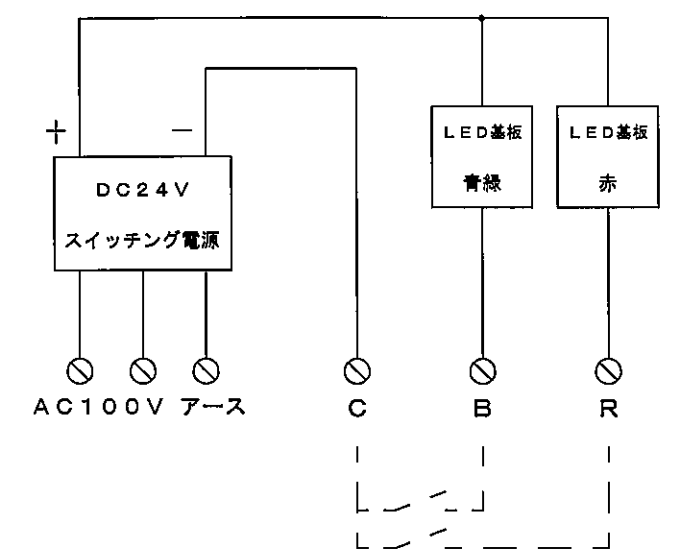 + −
LED基板
青緑
LED基板
赤
DC24V
スイッチング電源
AC100V アース C B R